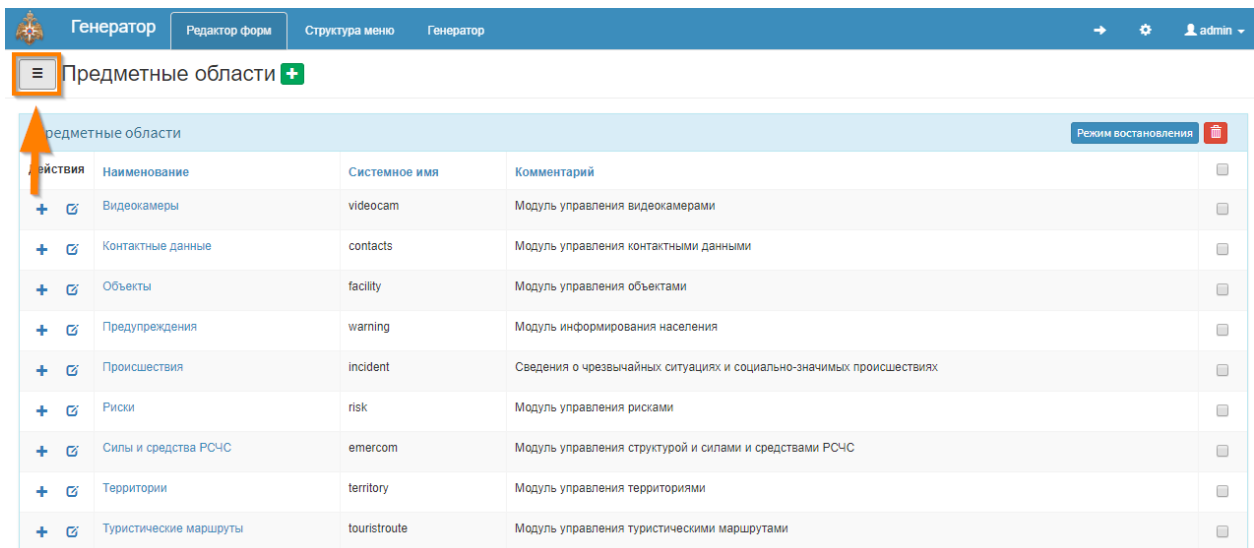 Генератор Редактор форм Структура меню Генератор admin
Предметные области
редметные области Режим востановления
Действия Наименование Системное имя Комментарий
Видеокамеры videocam Модуль управления видеокамерами
Контактные данные contacts Модуль управления контактными данными
Объекты facility Модуль управления объектами
Предупреждения warning Модуль информирования населения
Происшествия incident Сведения о чрезвычайных ситуациях и социально-значимых происшествиях
Риски risk Модуль управления рисками
Силы и средства РСЧС emercom Модуль управления структурой и силами и средствами РСЧС
Территории territory Модуль управления территориями
Туристические маршруты touristroute Модуль управления туристическими маршрутами